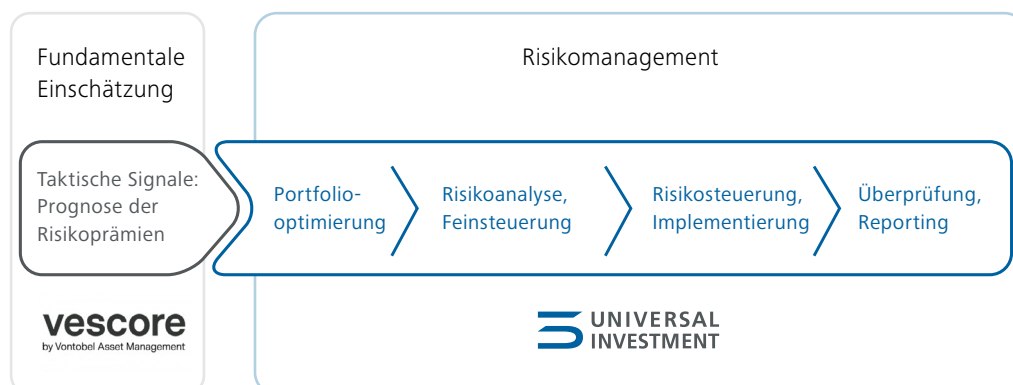 Fundamentale
Einschätzung
Risikomanagement
Taktische Signale:
Prognose der
Risikoprämien
Portfolio-
optimierung
Risikoanalyse,
Feinsteuerung
Risikosteuerung,
Implementierung
Überprüfung,
Reporting
vescore
by Vontobel Asset Management
UNIVERSAL
INVESTMENT